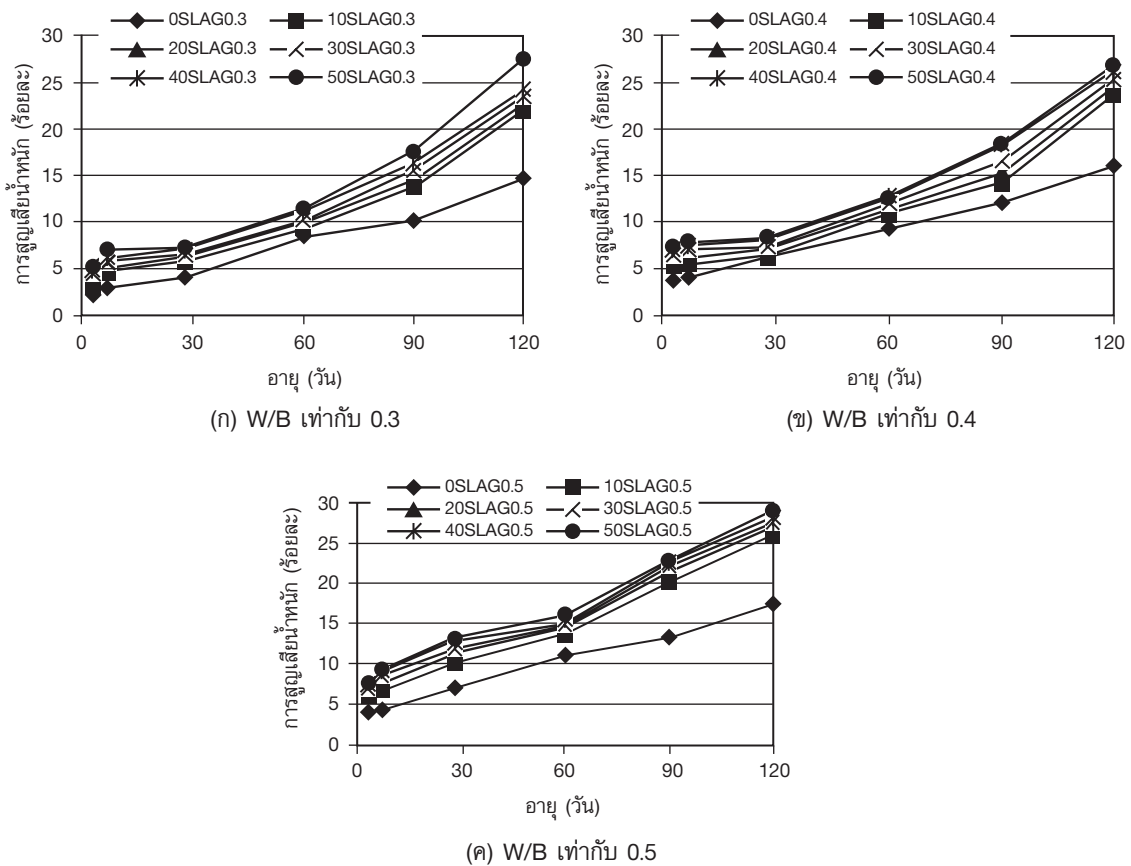 0SLAG0.3 10SLAG0.3
20SLAG0.3 30SLAG0.3
40SLAG0.3 50SLAG0.3
การสูญเสียน้ำหนัก (ร้อยละ)
30
25
20
15
10
5
0
0 30 60 90 120
อายุ (วัน)
(ก) W/B เท่ากับ 0.3
0SLAG0.4 10SLAG0.4
20SLAG0.4 30SLAG0.4
40SLAG0.4 50SLAG0.4
การสูญเสียน้ำหนัก (ร้อยละ)
30
25
20
15
10
5
0
0 30 60 90 120
อายุ (วัน)
(ข) W/B เท่ากับ 0.4
0SLAG0.5 10SLAG0.5
20SLAG0.5 30SLAG0.5
40SLAG0.5 50SLAG0.5
การสูญเสียน้ำหนัก (ร้อยละ)
30
25
20
15
10
5
0
0 30 60 90 120
อายุ (วัน)
(ค) W/B เท่ากับ 0.5